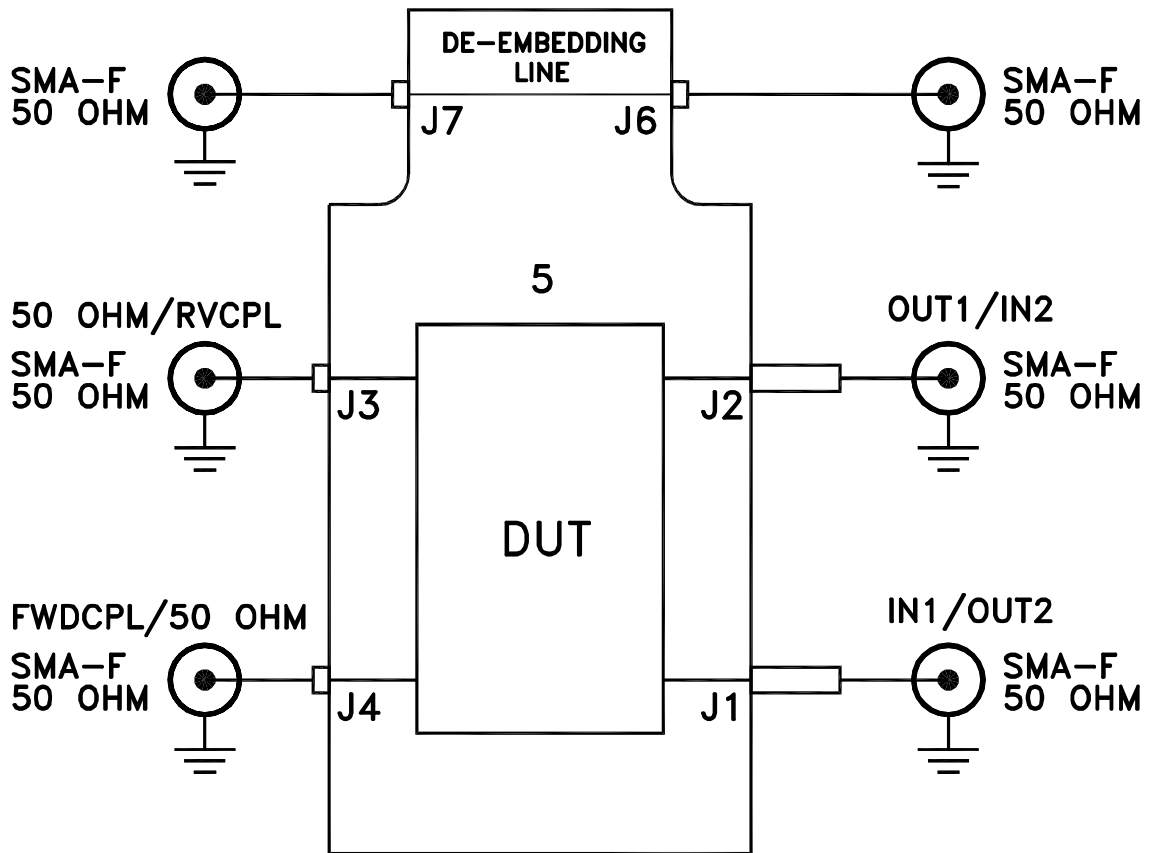 DE-EMBEDDING
LINE
SMA-F
50 OHM
J7
J6
SMA-F
50 OHM
5
50 OHM/RVCPL
SMA-F
50 OHM
J3
OUT1/IN2
J2
SMA-F
50 OHM
DUT
FWDCPL/50 OHM
SMA-F
50 OHM
J4
IN1/OUT2
J1
SMA-F
50 OHM